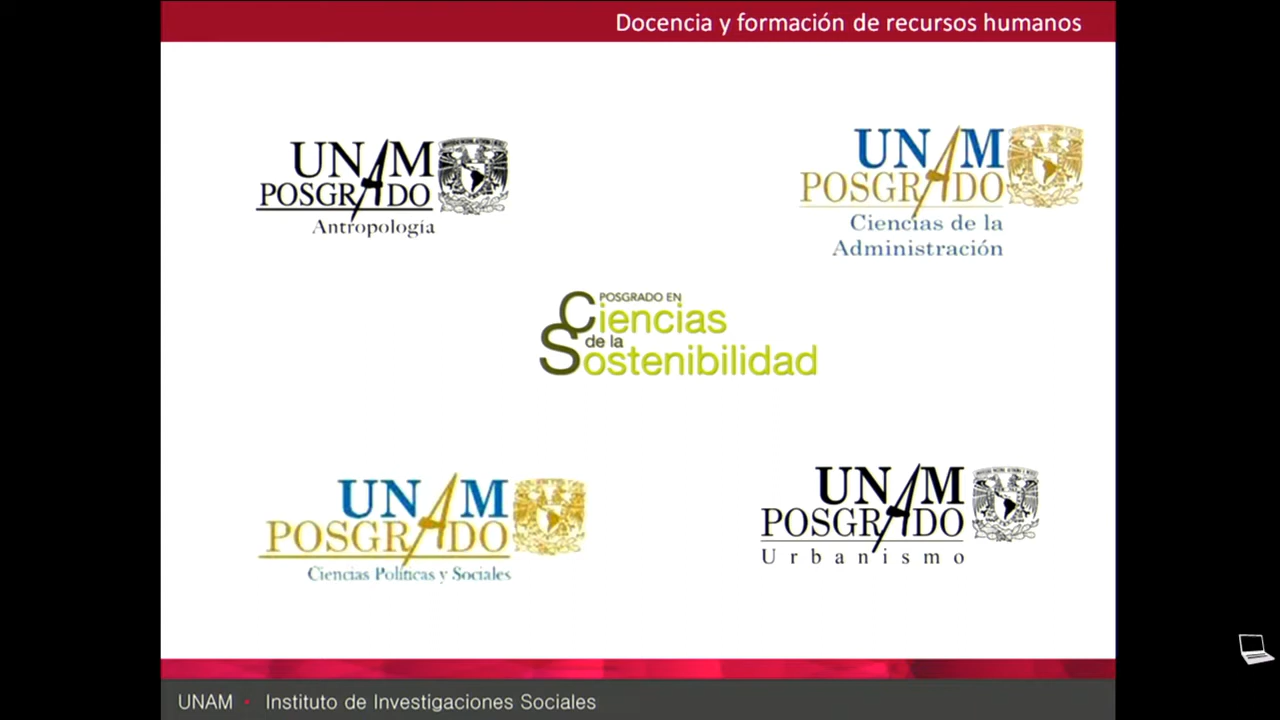 Docencia y formación de recursos humanos
UNAM
POSGRADO
Antropología
UNAM
POSGRADO
Ciencias de la
Administración
POSGRADO EN
Ciencias
de la
Sostenibilidad
UNAM
POSGRADO
Ciencias Políticas y Sociales
UNAM
POSGRADO
Urbanismo
UNAM • Instituto de Investigaciones Sociales